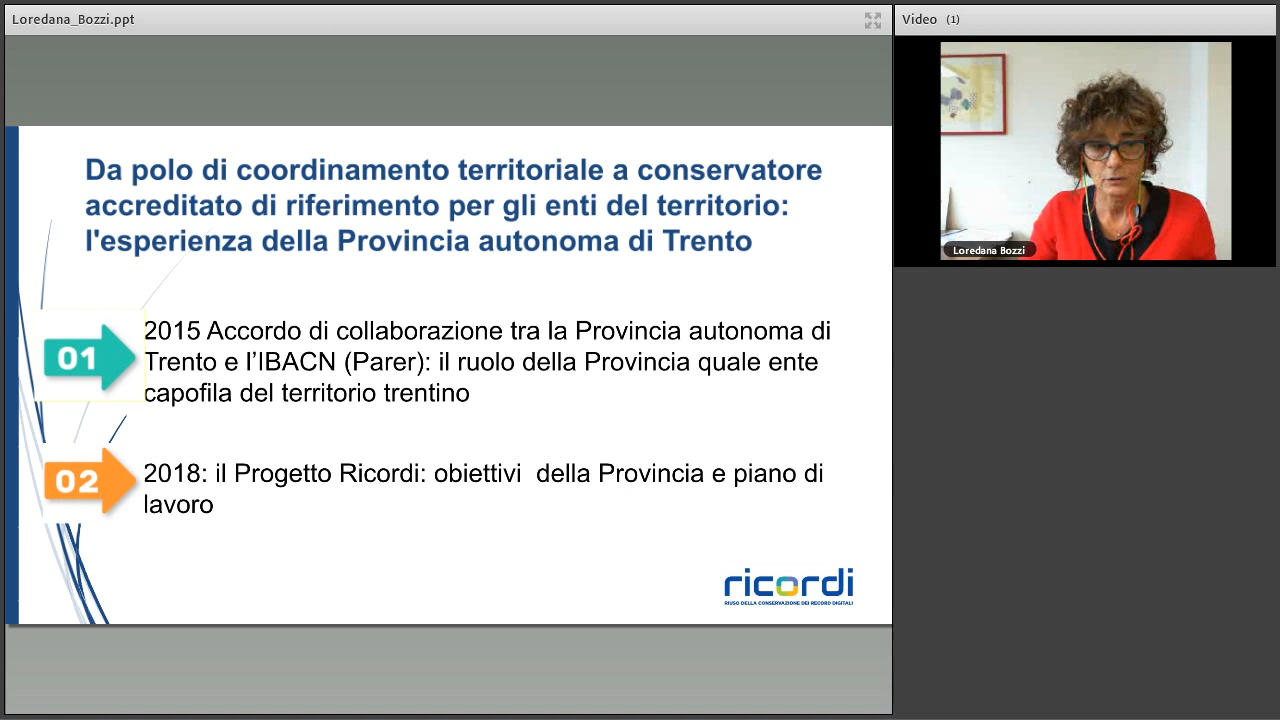 Loredana_Bozzi.ppt
Video (1)
Loredana Bozzi
Da polo di coordinamento territoriale a conservatore
accreditato di riferimento per gli enti del territorio:
l'esperienza della Provincia autonoma di Trento
01
2015 Accordo di collaborazione tra la Provincia autonoma di
Trento e l’IBACN (Parer): il ruolo della Provincia quale ente
capofila del territorio trentino
02
2018: il Progetto Ricordi: obiettivi  della Provincia e piano di
lavoro
ricordi
RIUSO DELLA CONSERVAZIONE DEI RECORD DIGITALI